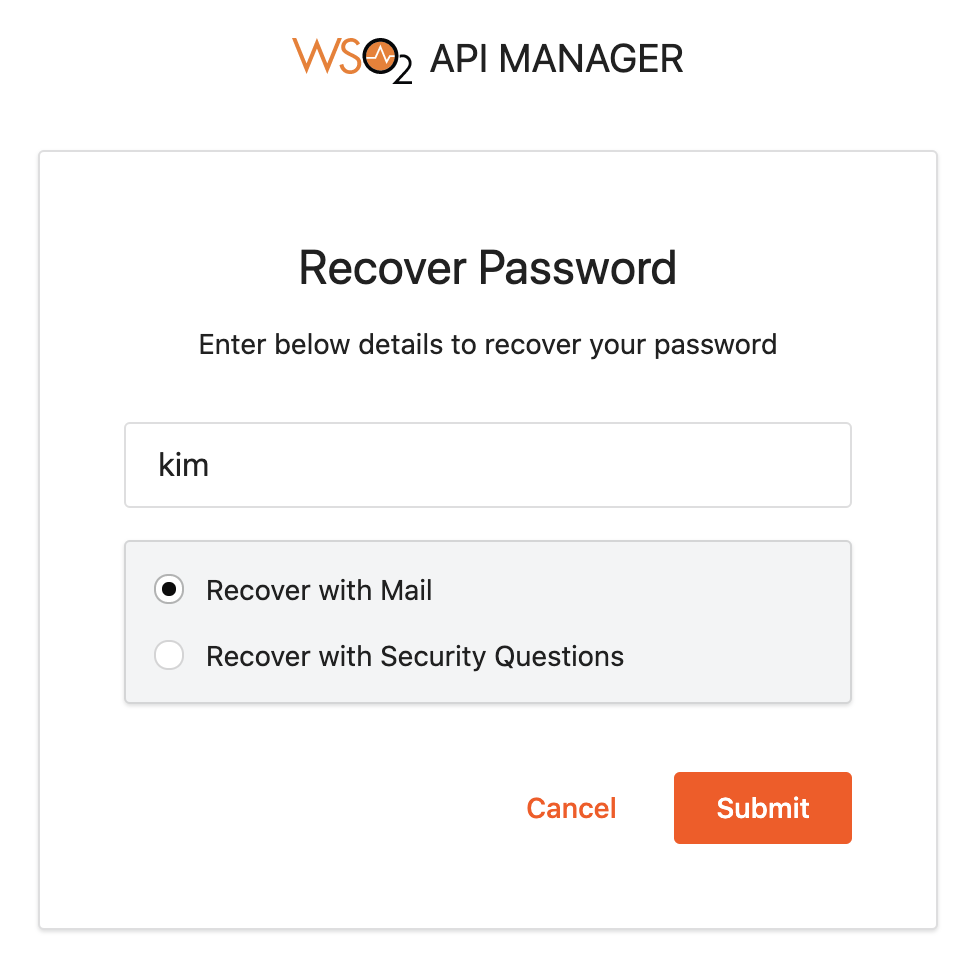 WSO2 API MANAGER
Recover Password
Enter below details to recover your password
kim
Recover with Mail
Recover with Security Questions
Cancel Submit